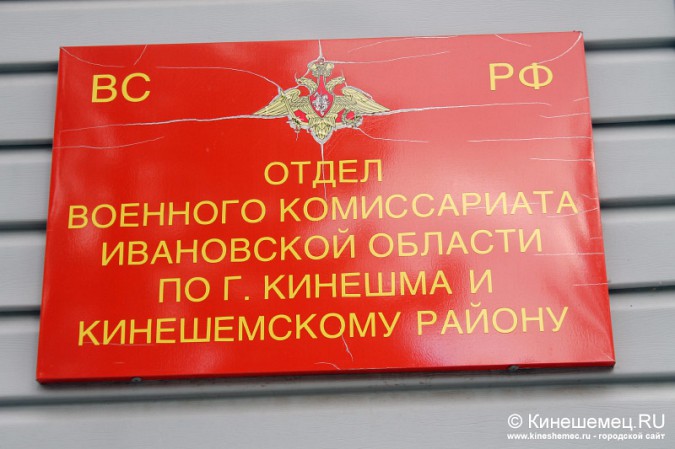 ВС РФ
ОТДЕЛ
ВОЕННОГО КОМИССАРИАТА
ИВАНОВСКОЙ ОБЛАСТИ
ПО Г. КИНЕШМА И
КИНЕШЕМСКОМУ РАЙОНУ
© Кинешемец.RU
www.kineshemec.ru - городской сайт